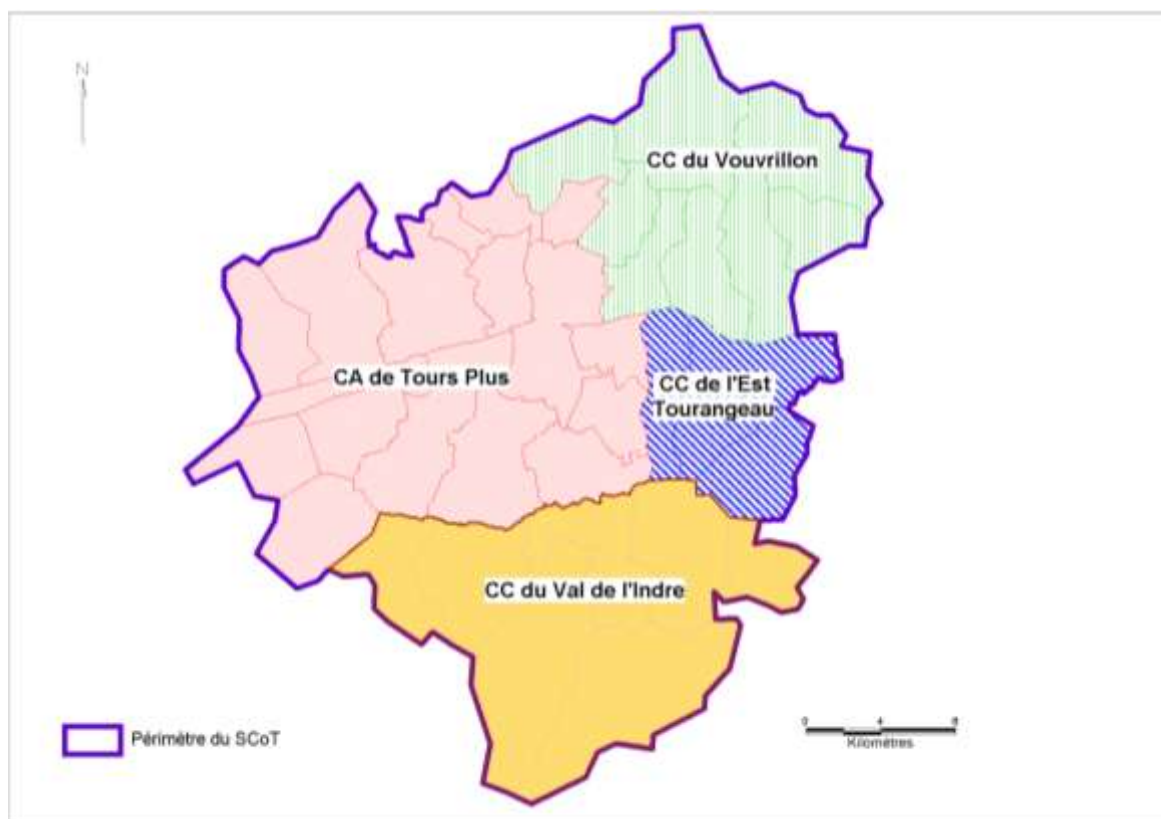 N
CC du Vouvrillon
CA de Tours Plus
CC de l'Est
Tourangeau
CC du Val de l'Indre
Périmètre du SCoT
0 4 8
Kilomètres